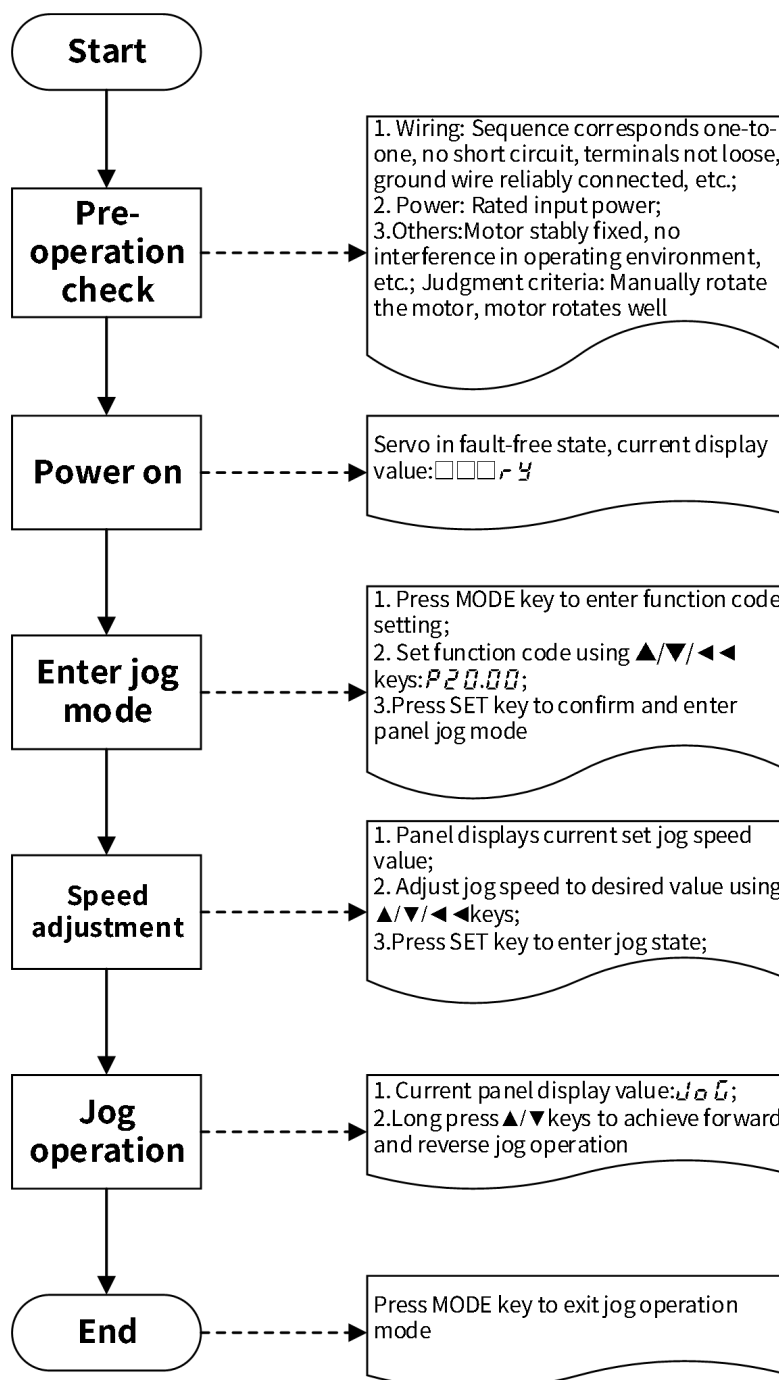 Start
1. Wiring: Sequence corresponds one-to-
one, no short circuit, terminals not loose,
ground wire reliably connected, etc.;
2. Power: Rated input power;
3.Others:Motor stably fixed, no
interference in operating environment,
etc.; Judgment criteria: Manually rotate
the motor, motor rotates well
Pre-
operation
check
Power on
Servo in fault-free state, current display
value:□□□ry
Enter jog
mode
1. Press MODE key to enter function code
setting;
2. Set function code using ▲/▼/◄◄
keys:P20.00;
3.Press SET key to confirm and enter
panel jog mode
Speed
adjustment
1. Panel displays current set jog speed
value;
2. Adjust jog speed to desired value using
▲/▼/◄◄keys;
3.Press SET key to enter jog state;
Jog
operation
1. Current panel display value:JoG;
2.Long press▲/▼keys to achieve forward
and reverse jog operation
End
Press MODE key to exit jog operation
mode